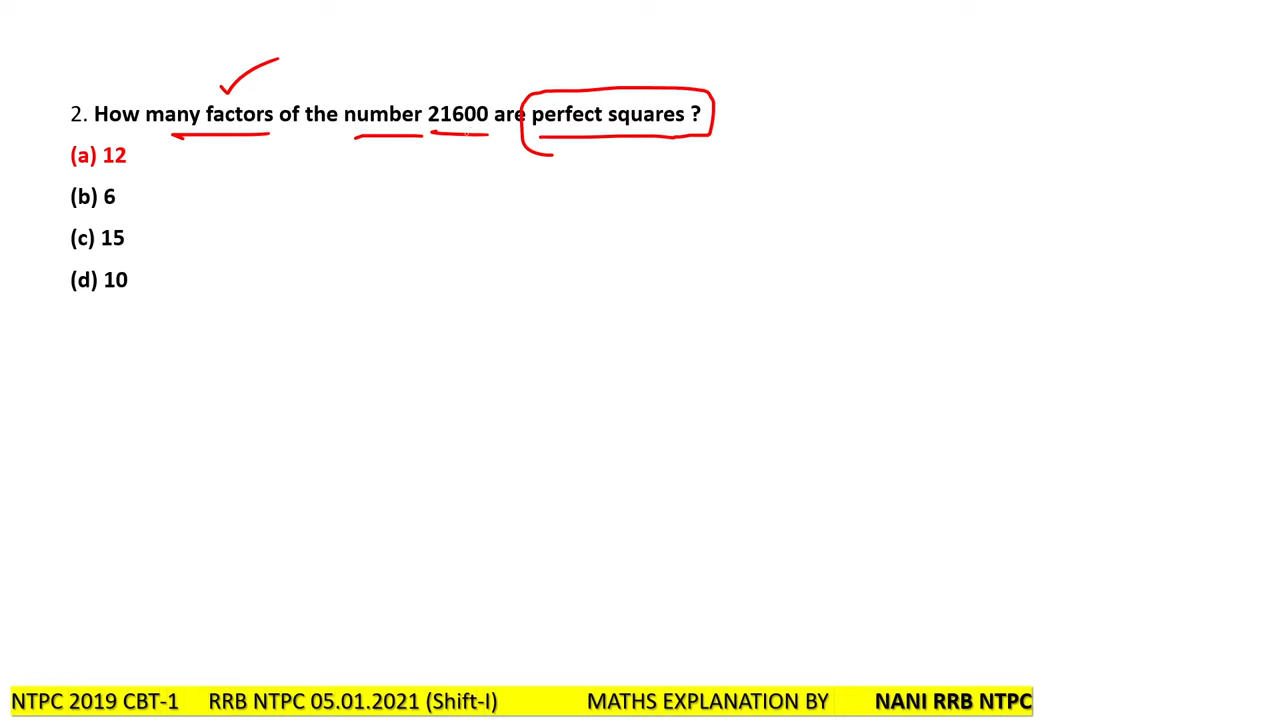 2. How many factors of the number 21600 are perfect squares ?
(a) 12
(b) 6
(c) 15
(d) 10
NTPC 2019 CBT-1 RRB NTPC 05.01.2021 (Shift-I) MATHS EXPLANATION BY NANI RRB NTPC